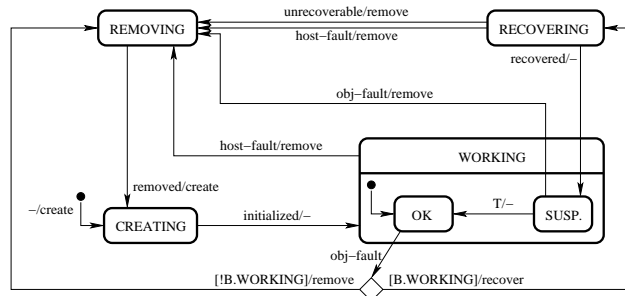 unrecoverable/remove
REMOVING
RECOVERING
host−fault/remove
recovered/−
obj−fault/remove
host−fault/remove
WORKING
removed/create
−/create
CREATING
initialized/−
OK
T/−
SUSP.
obj−fault
[!B.WORKING]/remove
[B.WORKING]/recover